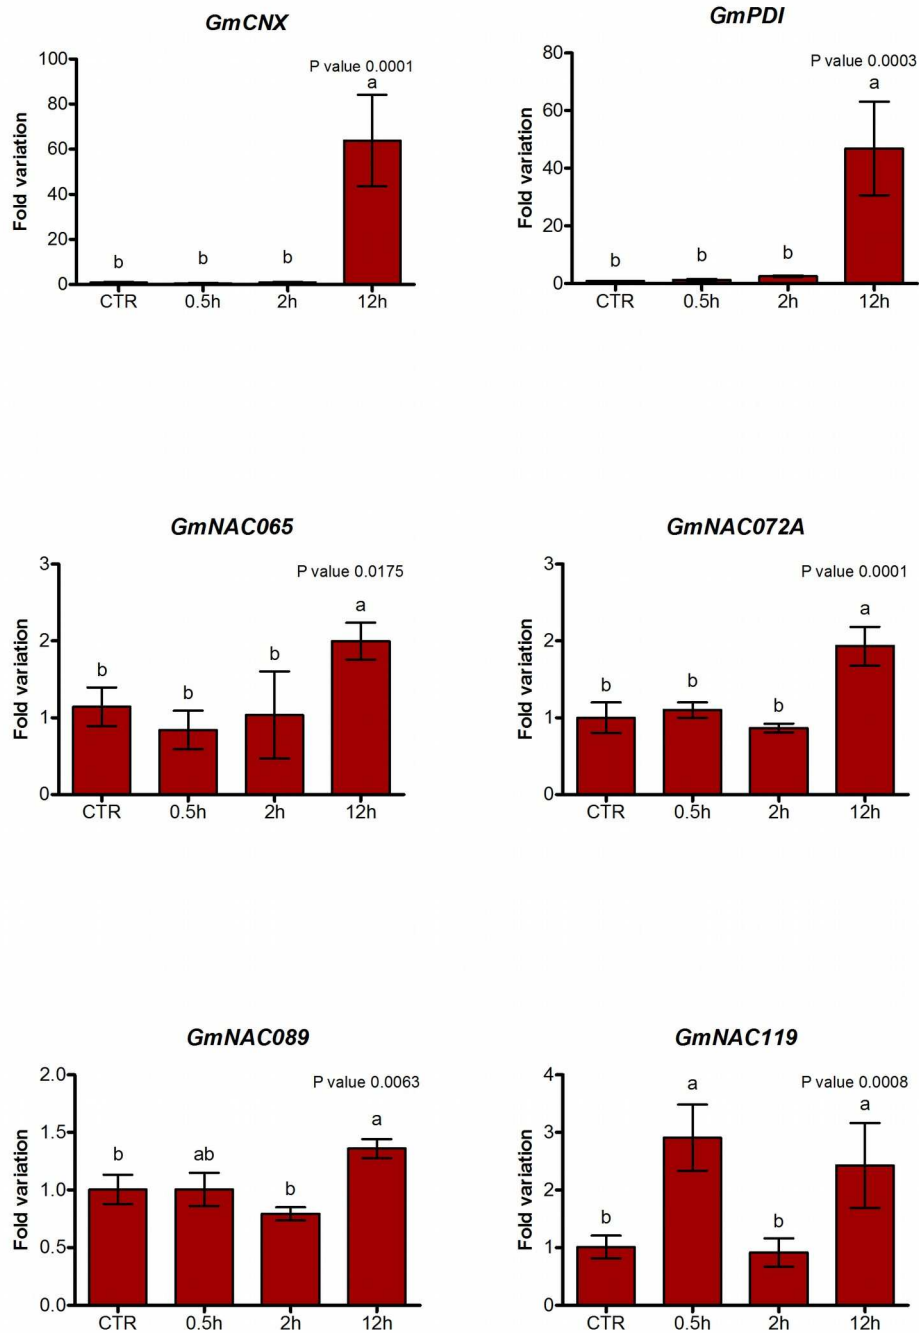 GmCNX
P value 0.0001
Fold variation
100
80
60
40
20
0
b
b
b
a
CTR
0.5h
2h
12h
GmPDI
P value 0.0003
Fold variation
80
60
40
20
0
b
b
b
a
CTR
0.5h
2h
12h
GmNAC065
P value 0.0175
Fold variation
3
2
1
0
b
b
b
a
CTR
0.5h
2h
12h
GmNAC072A
P value 0.0001
Fold variation
3
2
1
0
b
b
b
a
CTR
0.5h
2h
12h
GmNAC089
P value 0.0063
Fold variation
2.0
1.5
1.0
0.5
0.0
b
ab
b
a
CTR
0.5h
2h
12h
GmNAC119
P value 0.0008
Fold variation
4
3
2
1
0
b
a
b
a
CTR
0.5h
2h
12h